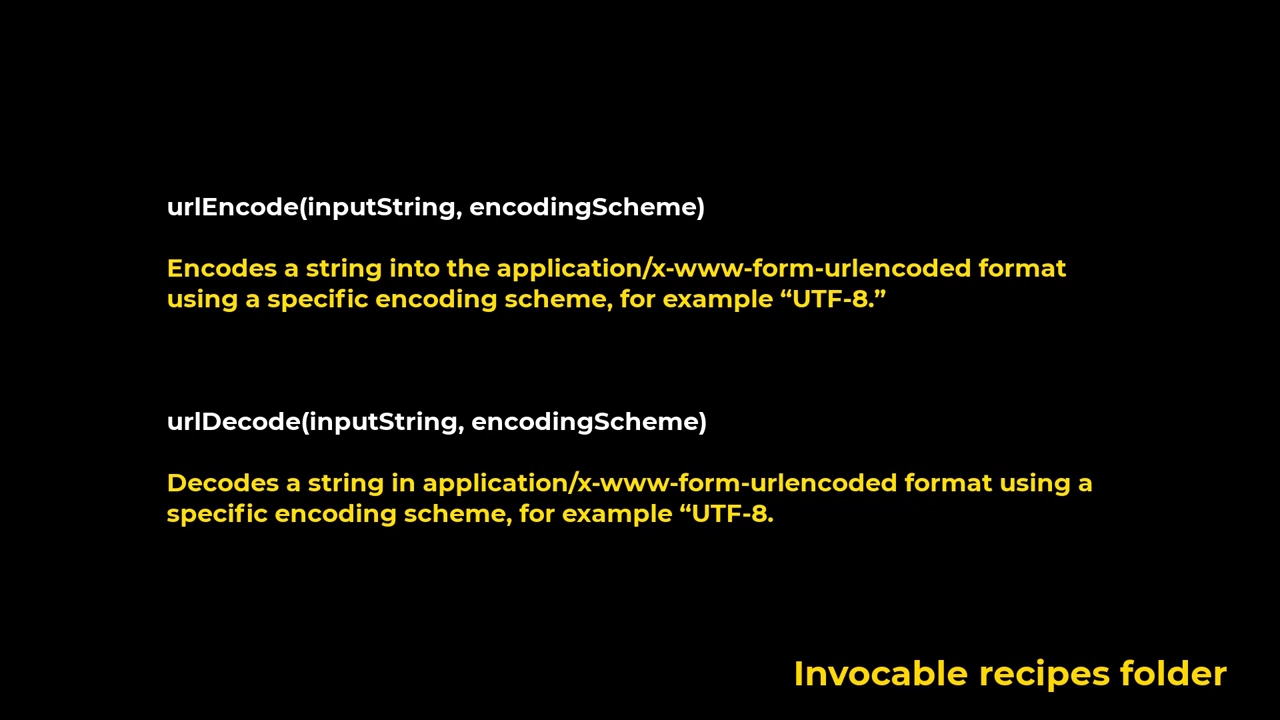 urlEncode(inputString, encodingScheme)
Encodes a string into the application/x-www-form-urlencoded format
using a specific encoding scheme, for example “UTF-8.”
urlDecode(inputString, encodingScheme)
Decodes a string in application/x-www-form-urlencoded format using a
specific encoding scheme, for example “UTF-8.
Invocable recipes folder